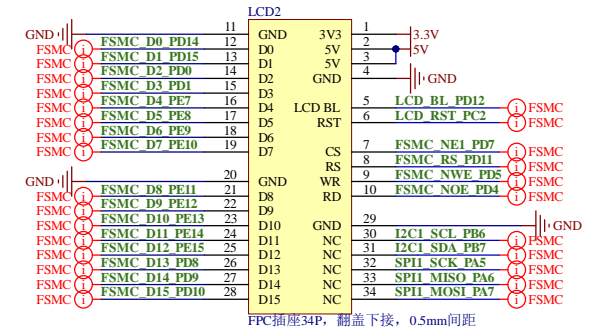 LCD2
GND 11 GND 3V3 1 3.3V
FSMC i FSMC_D0_PD14 12 D0 5V 2 5V
FSMC i FSMC_D1_PD15 13 D1 5V 3
FSMC i FSMC_D2_PD0 14 D2 GND 4 GND
FSMC i FSMC_D3_PD1 15 D3
FSMC i FSMC_D4_PE7 16 D4 LCD BL 5 LCD_BL_PD12 i FSMC
FSMC i FSMC_D5_PE8 17 D5 RST 6 LCD_RST_PC2 i FSMC
FSMC i FSMC_D6_PE9 18 D6
FSMC i FSMC_D7_PE10 19 D7 CS 7 FSMC_NE1_PD7 i FSMC
RS 8 FSMC_RS_PD11 i FSMC
GND 20 GND WR 9 FSMC_NWE_PD5 i FSMC
FSMC i FSMC_D8_PE11 21 D8 RD 10 FSMC_NOE_PD4 i FSMC
FSMC i FSMC_D9_PE12 22 D9
FSMC i FSMC_D10_PE13 23 D10 GND 29 GND
FSMC i FSMC_D11_PE14 24 D11 NC 30 I2C1_SCL_PB6 i FSMC
FSMC i FSMC_D12_PE15 25 D12 NC 31 I2C1_SDA_PB7 i FSMC
FSMC i FSMC_D13_PD8 26 D13 NC 32 SPI1_SCK_PA5 i FSMC
FSMC i FSMC_D14_PD9 27 D14 NC 33 SPI1_MISO_PA6 i FSMC
FSMC i FSMC_D15_PD10 28 D15 NC 34 SPI1_MOSI_PA7 i FSMC
FPC插座34P，翻盖下接，0.5mm间距